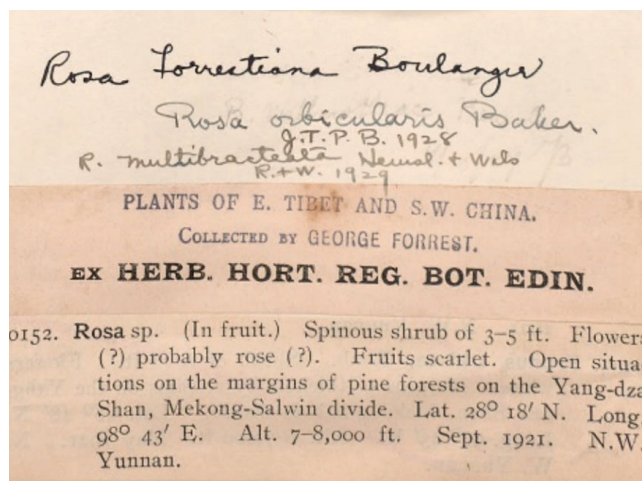 Rosa Forrestiana Boulanger
Rosa orbicularis Baker.
J.T.P.B. 1928
R. multibracteata Hemsl. + Wils
R. + W. 1929
PLANTS OF E. TIBET AND S.W. CHINA.
COLLECTED BY GEORGE FORREST.
EX HERB. HORT. REG. BOT. EDIN.
0152. Rosa sp. (In fruit.) Spinous shrub of 3–5 ft. Flowers
(?) probably rose (?). Fruits scarlet. Open situa-
tions on the margins of pine forests on the Yang-dza
Shan, Mekong-Salwin divide. Lat. 28° 18′ N. Long.
98° 43′ E. Alt. 7–8,000 ft. Sept. 1921. N.W.
Yunnan.